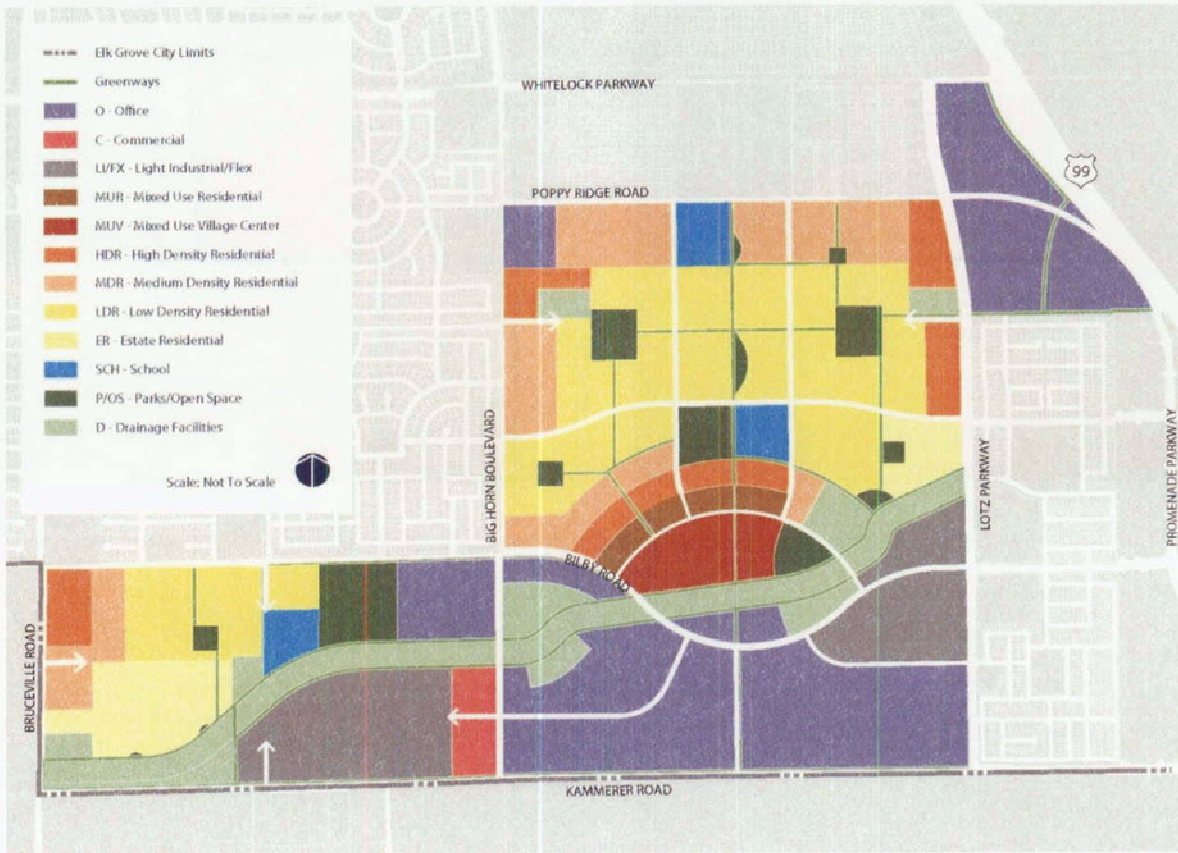 Elk Grove City Limits
Greenways
O - Office
C - Commercial
LI/FX - Light Industrial/Flex
MUR - Mixed Use Residential
MUV - Mixed Use Village Center
HDR - High Density Residential
MDR - Medium Density Residential
LDR - Low Density Residential
ER - Estate Residential
SCH - School
P/OS - Parks/Open Space
D - Drainage Facilities
Scale: Not To Scale
WHITELOCK PARKWAY
99
POPPY RIDGE ROAD
BIG HORN BOULEVARD
LOTZ PARKWAY
PROMENADE PARKWAY
BILBY ROAD
BRUCEVILLE ROAD
KAMMERER ROAD